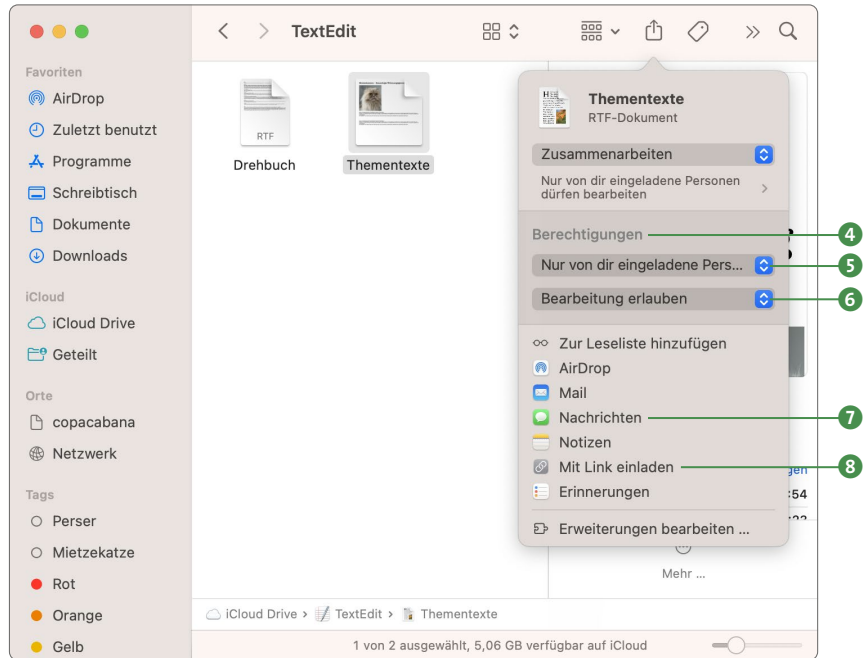 TextEdit
Favoriten
AirDrop
Zuletzt benutzt
Programme
Schreibtisch
Dokumente
Downloads
iCloud
iCloud Drive
Geteilt
Orte
copacabana
Netzwerk
Tags
Perser
Mietzekatze
Rot
Orange
Gelb
RTF
Drehbuch
Thementexte
Thementexte
RTF-Dokument
Zusammenarbeiten
Nur von dir eingeladene Personen
dürfen bearbeiten
Berechtigungen
4
Nur von dir eingeladene Pers...
5
Bearbeitung erlauben
6
Zur Leseliste hinzufügen
AirDrop
Mail
Nachrichten
7
Notizen
Mit Link einladen
8
Erinnerungen
:54
Erweiterungen bearbeiten ...
Mehr ...
iCloud Drive › TextEdit › Thementexte
1 von 2 ausgewählt, 5,06 GB verfügbar auf iCloud